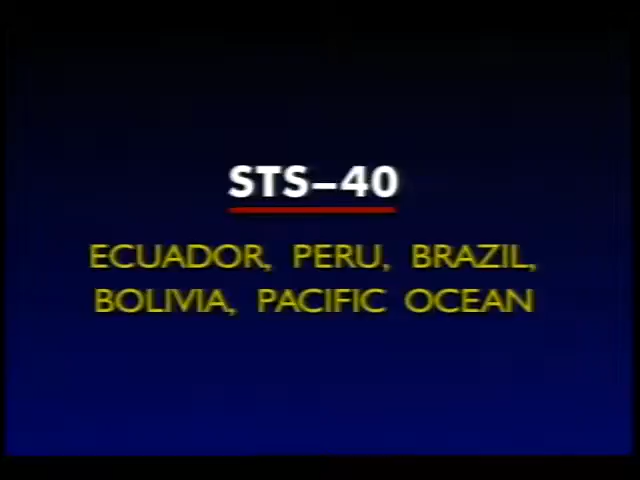 STS–40
ECUADOR, PERU, BRAZIL,
BOLIVIA, PACIFIC OCEAN